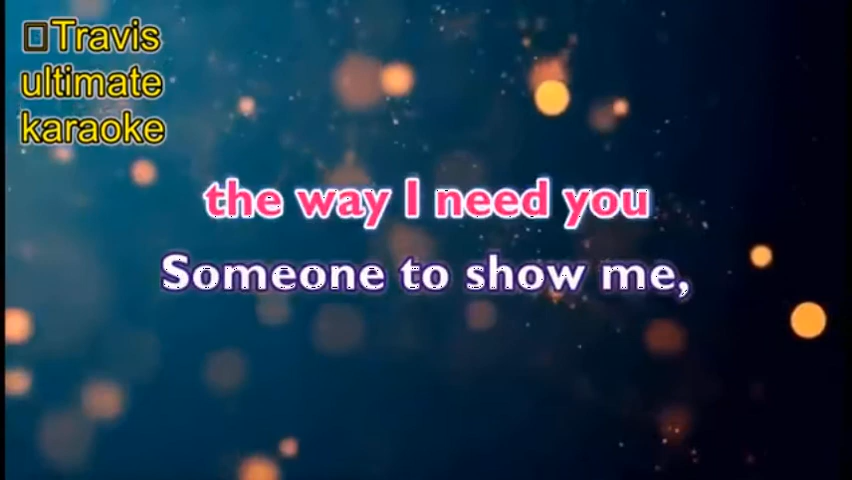 Travis
ultimate
karaoke
the way I need you
Someone to show me,